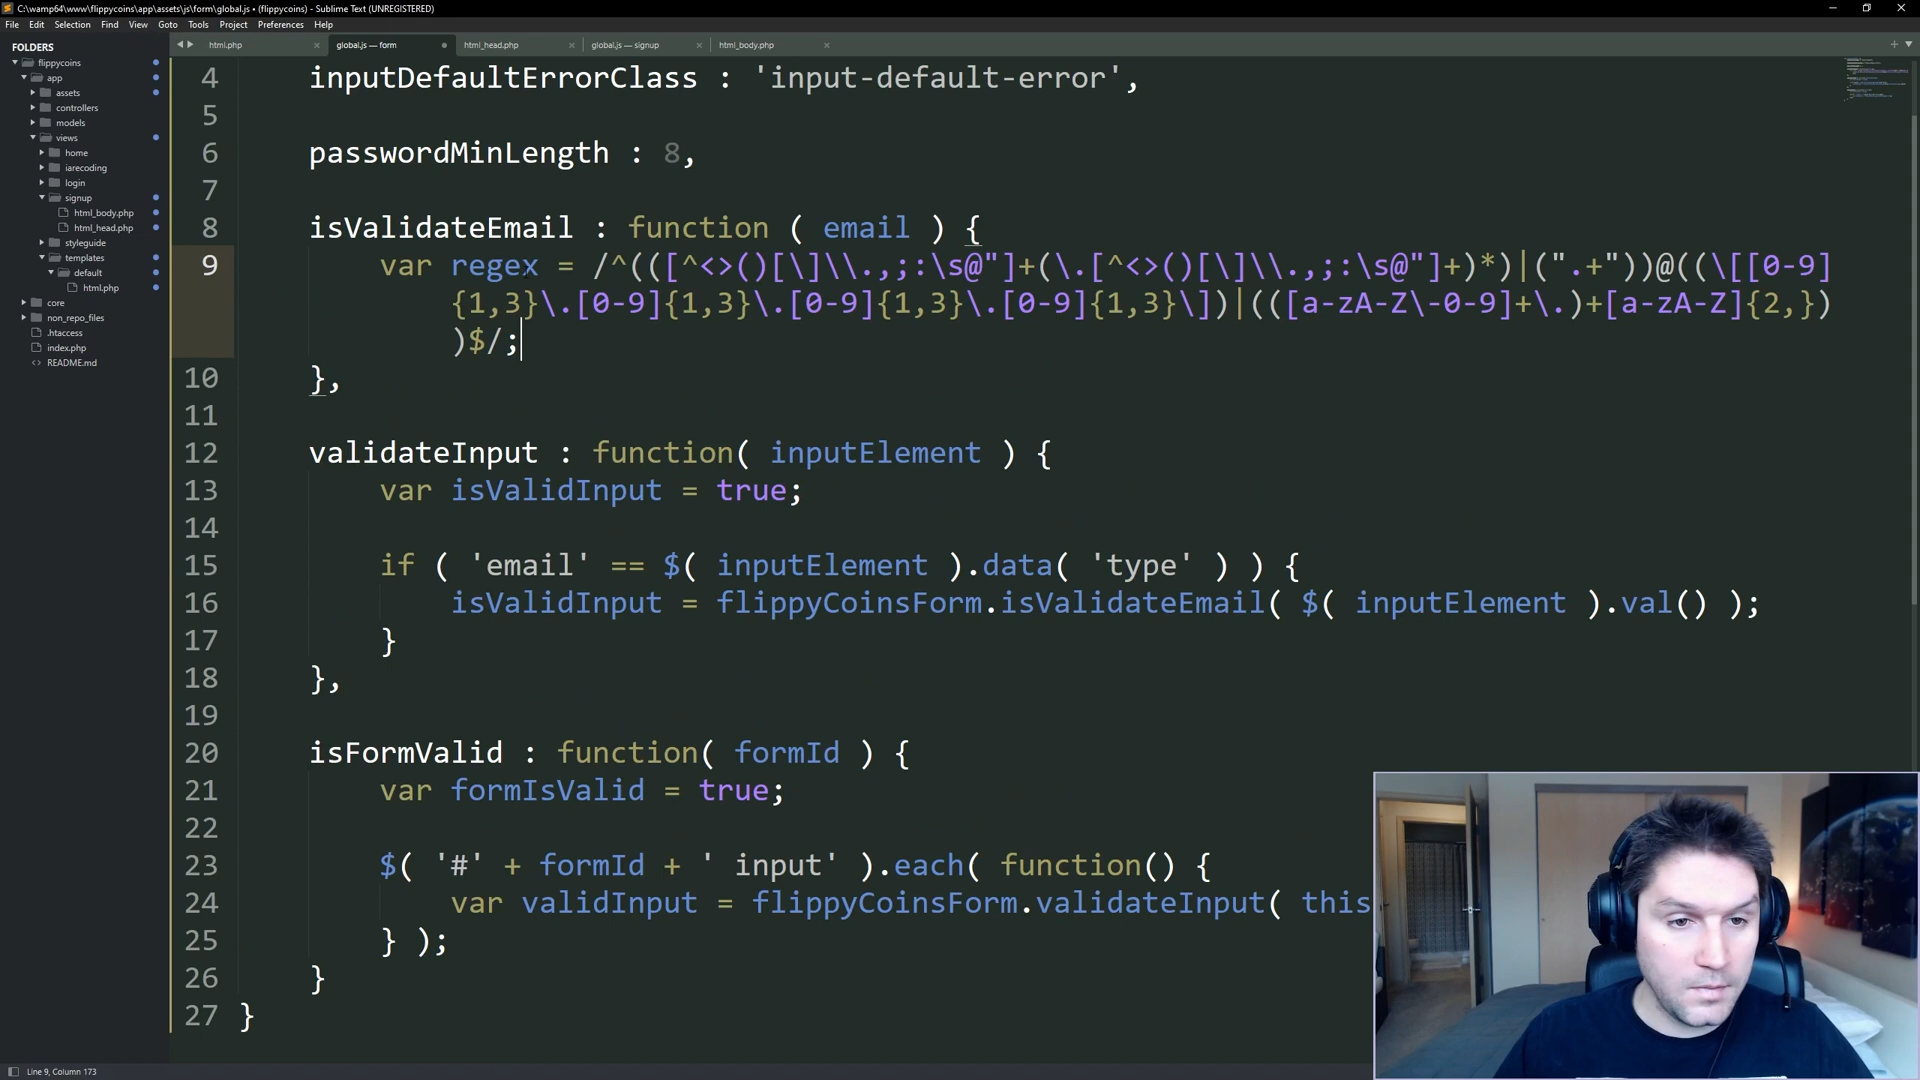 C:\wamp64\www\flippycoins\app\assets\js\form\global.js • (flippycoins) - Sublime Text (UNREGISTERED)
File Edit Selection Find View Goto Tools Project Preferences Help
FOLDERS
flippycoins
app
assets
controllers
models
views
home
iarecoding
login
signup
html_body.php
html_head.php
styleguide
templates
default
html.php
core
non_repo_files
.htaccess
index.php
README.md
html.php
global.js — form
html_head.php
global.js — signup
html_body.php
4 inputDefaultErrorClass : 'input-default-error',
5
6 passwordMinLength : 8,
7
8 isValidateEmail : function ( email ) {
9 var regex = /^(([^<>()[\]\\.,;:\s@"]+(\.[^<>()[\]\\.,;:\s@"]+)*)|(".+"))@((\[[0-9]
{1,3}\.[0-9]{1,3}\.[0-9]{1,3}\.[0-9]{1,3}\])|(([a-zA-Z\-0-9]+\.)+[a-zA-Z]{2,})
)$/;
10 },
11
12 validateInput : function( inputElement ) {
13 var isValidInput = true;
14
15 if ( 'email' == $( inputElement ).data( 'type' ) ) {
16 isValidInput = flippyCoinsForm.isValidateEmail( $( inputElement ).val() );
17 }
18 },
19
20 isFormValid : function( formId ) {
21 var formIsValid = true;
22
23 $( '#' + formId + ' input' ).each( function() {
24 var validInput = flippyCoinsForm.validateInput( this
25 } );
26 }
27 }
Line 9, Column 173